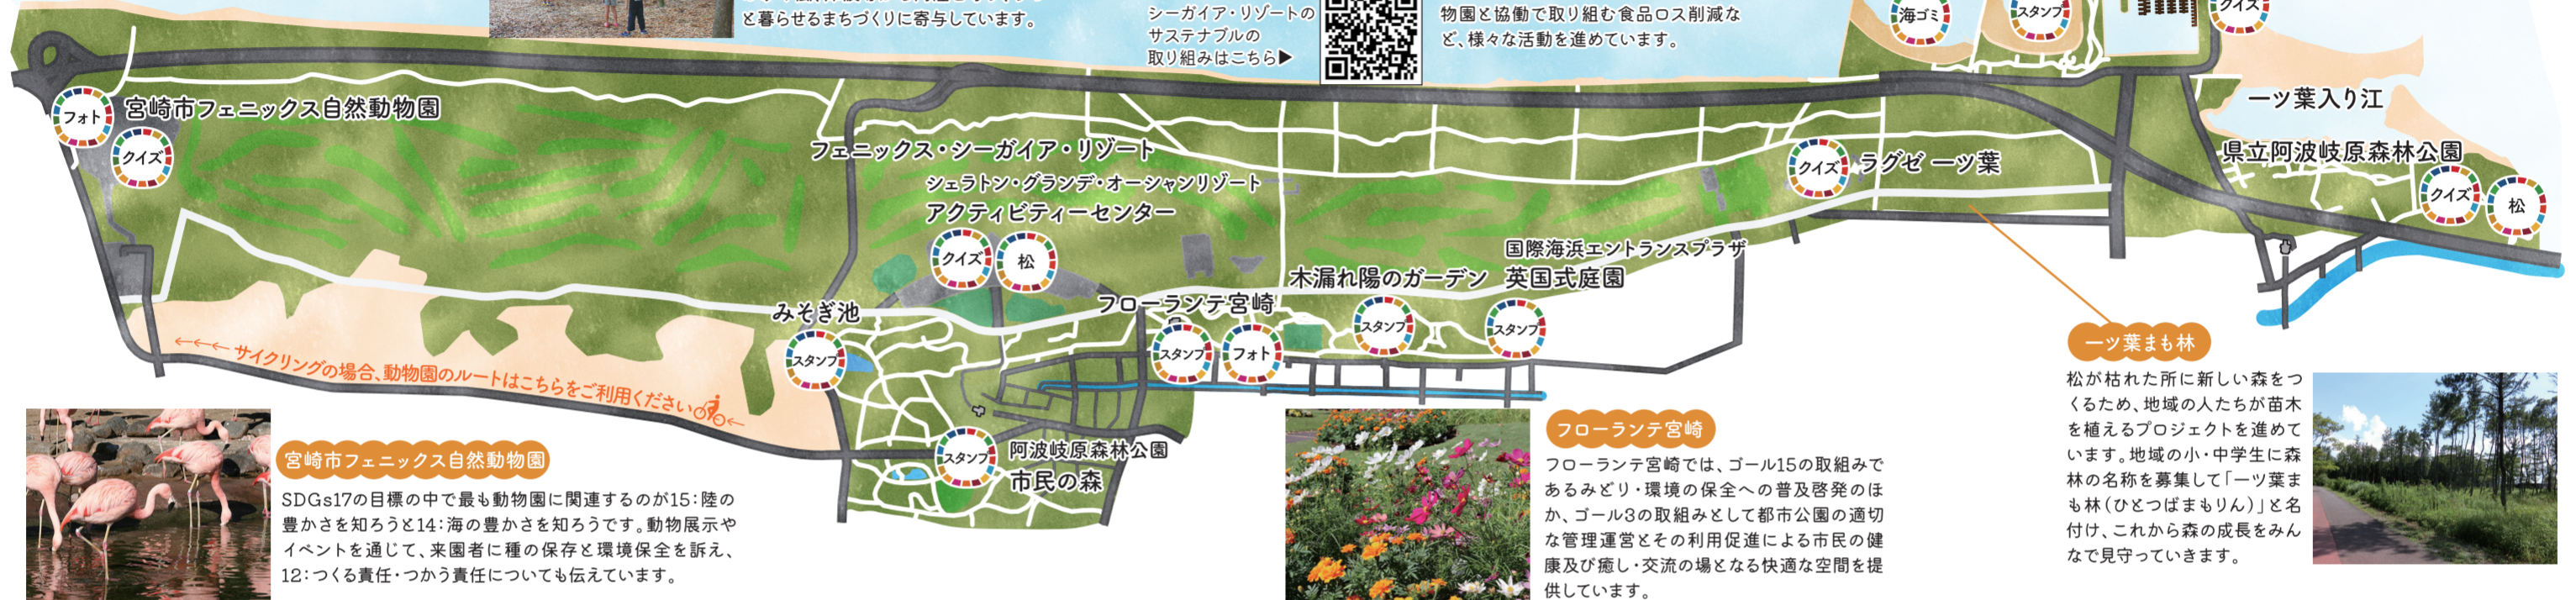 と暮らせるまちづくりに寄与しています。
シーガイア・リゾートの
サステナブルの
取り組みはこちら▶
物園と協働で取り組む食品ロス削減な
ど、様々な活動を進めています。
海ゴミ
スタンプ
クイズ
フォト
宮崎市フェニックス自然動物園
クイズ
フェニックス・シーガイア・リゾート
シェラトン・グランデ・オーシャンリゾート
アクティビティーセンター
クイズ
松
クイズ
ラグゼ 一ツ葉
一ツ葉入り江
県立阿波岐原森林公園
クイズ
松
国際海浜エントランスプラザ
木漏れ陽のガーデン
英国式庭園
スタンプ
スタンプ
フローランテ宮崎
スタンプ
フォト
みそぎ池
スタンプ
←←←サイクリングの場合、動物園のルートはこちらをご利用ください←
スタンプ
阿波岐原森林公園
市民の森
宮崎市フェニックス自然動物園
SDGs17の目標の中で最も動物園に関連するのが15：陸の
豊かさを知ろうと14：海の豊かさを知ろうです。動物展示や
イベントを通じて、来園者に種の保存と環境保全を訴え、
12：つくる責任・つかう責任についても伝えています。
フローランテ宮崎
フローランテ宮崎では、ゴール15の取組みで
あるみどり・環境の保全への普及啓発のほ
か、ゴール3の取組みとして都市公園の適切
な管理運営とその利用促進による市民の健
康及び癒し・交流の場となる快適な空間を提
供しています。
一ツ葉まも林
松が枯れた所に新しい森をつ
くるため、地域の人たちが苗木
を植えるプロジェクトを進めて
います。地域の小・中学生に森
林の名称を募集して「一ツ葉ま
も林（ひとつばまもりん）」と名
付け、これから森の成長をみん
なで見守っていきます。